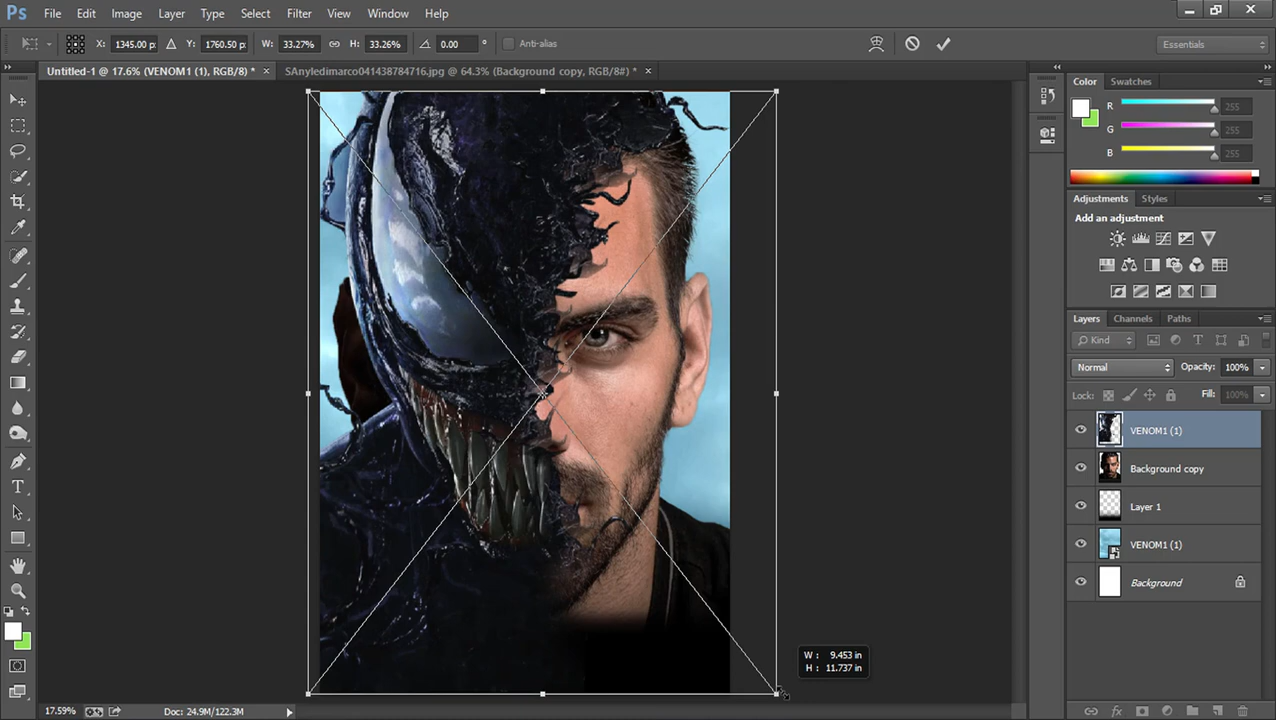 Ps File Edit Image Layer Type Select Filter View Window Help
X: 1345.00 p: Y: 1760.50 p: W: 33.27% H: 33.26% 0.00 ° Anti-alias Essentials
Untitled-1 @ 17.6% (VENOM1 (1), RGB/8) * × SAnyledimarco041438784716.jpg @ 64.3% (Background copy, RGB/8#) * ×
Color Swatches
R 255
G 255
B 255
Adjustments Styles
Add an adjustment
Layers Channels Paths
Kind
Normal Opacity: 100%
Lock: Fill: 100%
VENOM1 (1)
Background copy
Layer 1
VENOM1 (1)
Background
W : 9.453 in
H : 11.737 in
17.59% Doc: 24.9M/122.3M